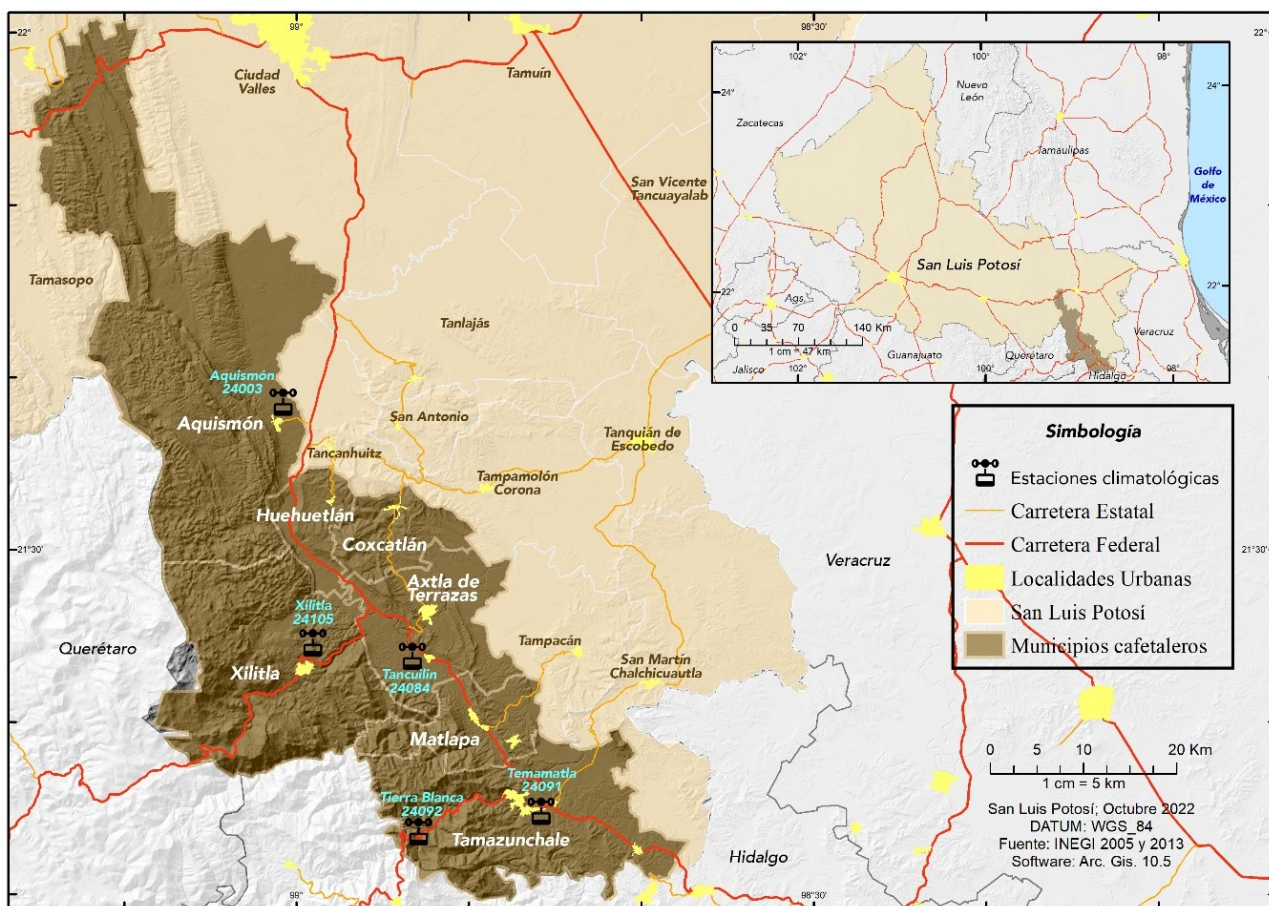 22°
99°
98°30'
22°
Ciudad
Valles
Tamuín
San Vicente
Tancuayalab
Tamasopo
Tanlajás
Aquismón
24003
Aquismón
San Antonio
Tancanhuitz
Tanquián de
Escobedo
Tampamolón
Corona
Huehuetlán
Coxcatlán
21°30'
21°30'
Axtla de
Terrazas
Veracruz
Xilitla
24105
Querétaro
Xilitla
Tancuilín
24084
Tampacán
San Martín
Chalchicuautla
Matlapa
Temamatla
24091
Tierra Blanca
24092
Tamazunchale
Hidalgo
98°
98°30'
102°
100°
98°
24°
24°
Nuevo
León
Zacatecas
Tamaulipas
Golfo
de
México
San Luis Potosí
22°
22°
Ags.
0 35 70 140 Km
1 cm = 47 km
Veracruz
Guanajuato
Querétaro
Jalisco
Hidalgo
102°
100°
98°
Simbología
Estaciones climatológicas
Carretera Estatal
Carretera Federal
Localidades Urbanas
San Luis Potosí
Municipios cafetaleros
0 5 10 20 Km
1 cm = 5 km
San Luis Potosí; Octubre 2022
DATUM: WGS_84
Fuente: INEGI 2005 y 2013
Software: Arc. Gis. 10.5